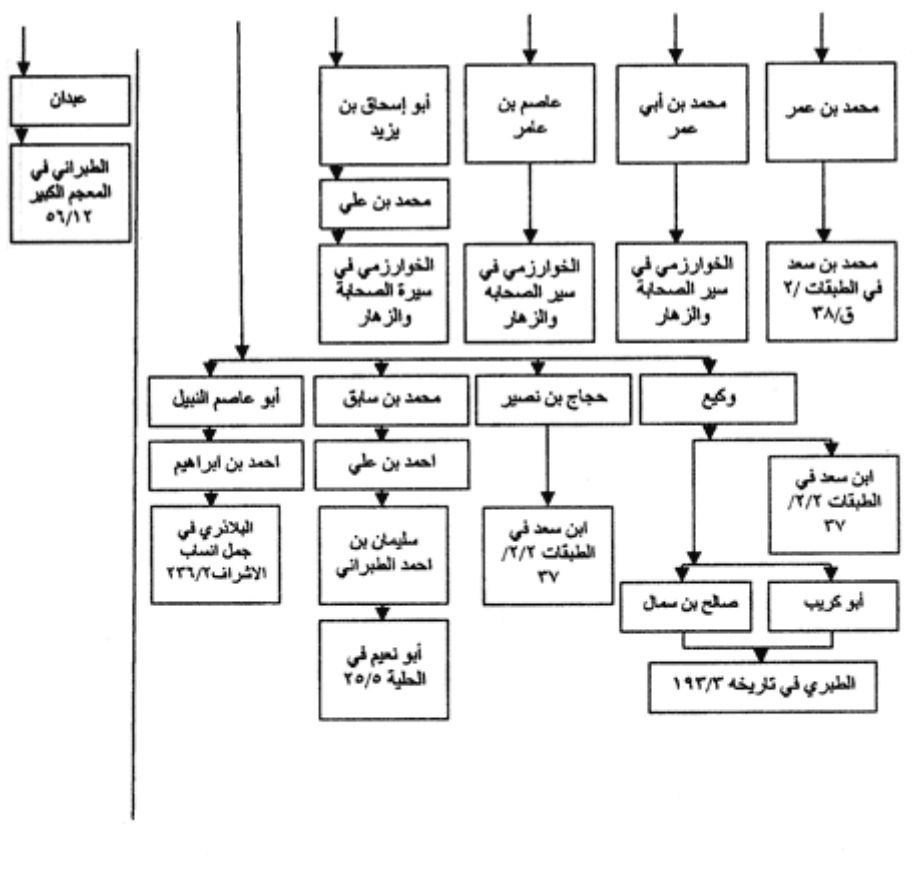 محمد بن عمر
محمد بن أبي
عمر
عاصم بن
عامر
أبو إسحاق بن
يزيد
عبدان
محمد بن علي
الطبراني في
المعجم الكبير
٥٦/١٢
محمد بن سعد
في الطبقات /٢
ق/٣٨
الخوارزمي في
سير الصحابة
والزهار
الخوارزمي في
سير الصحابه
والزهار
الخوارزمي في
سيرة الصحابة
والزهار
وكيع
حجاج بن نصير
محمد بن سابق
أبو عاصم النبيل
ابن سعد في
الطبقات ٢/٢/
٣٧
احمد بن علي
احمد بن ابراهيم
ابن سعد في
الطبقات ٢/٢/
٣٧
سليمان بن
احمد الطبراني
البلاذري في
جمل انساب
الاشراف٢٣٦/٢
أبو كريب
صالح بن سمال
أبو نعيم في
الحلية ٢٥/٥
الطبري في تاريخه ١٩٣/٣